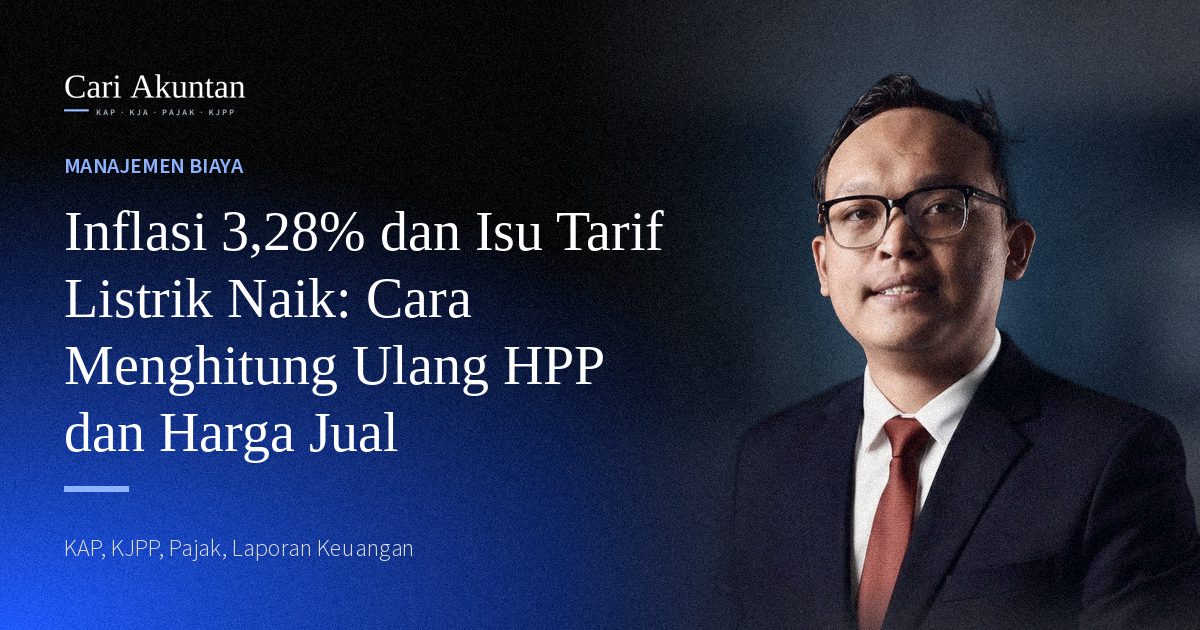 Cari Akuntan
KAP · KJA · PAJAK · KJPP
MANAJEMEN BIAYA
Inflasi 3,28% dan Isu Tarif
Listrik Naik: Cara
Menghitung Ulang HPP
dan Harga Jual
KAP, KJPP, Pajak, Laporan Keuangan